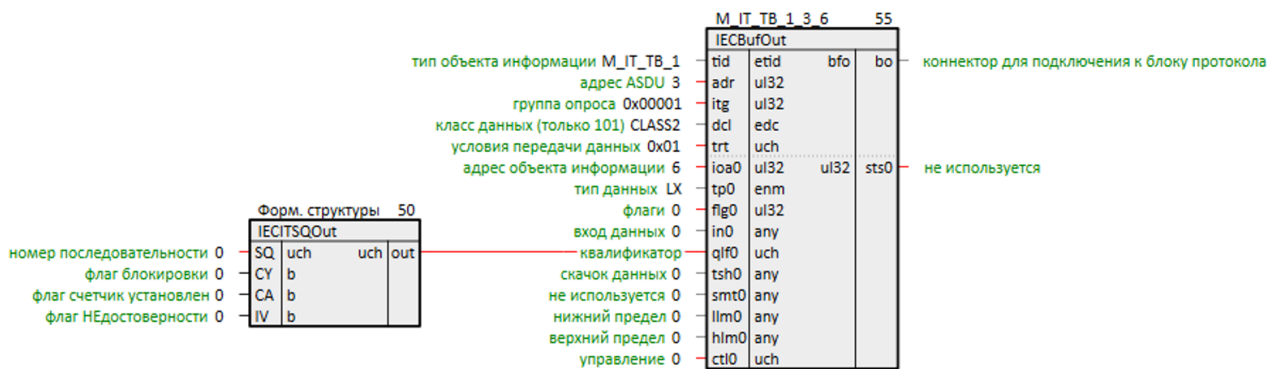 M_IT_TB_1_3_6 55
IECBufOut
тип объекта информации M_IT_TB_1 tid etid bfo bo коннектор для подключения к блоку протокола
адрес ASDU 3 adr ul32
группа опроса 0x00001 itg ul32
класс данных (только 101) CLASS2 dcl edc
условия передачи данных 0x01 trt uch
адрес объекта информации 6 ioa0 ul32 ul32 sts0 не используется
тип данных LX tp0 enm
флаги 0 flg0 ul32
вход данных 0 in0 any
квалификатор qlf0 uch
скачок данных 0 tsh0 any
не используется 0 smt0 any
нижний предел 0 llm0 any
верхний предел 0 hlm0 any
управление 0 ctl0 uch
Форм. структуры 50
IECITSQOut
номер последовательности 0 SQ uch uch out
флаг блокировки 0 CY b
флаг счетчик установлен 0 CA b
флаг НЕдостоверности 0 IV b